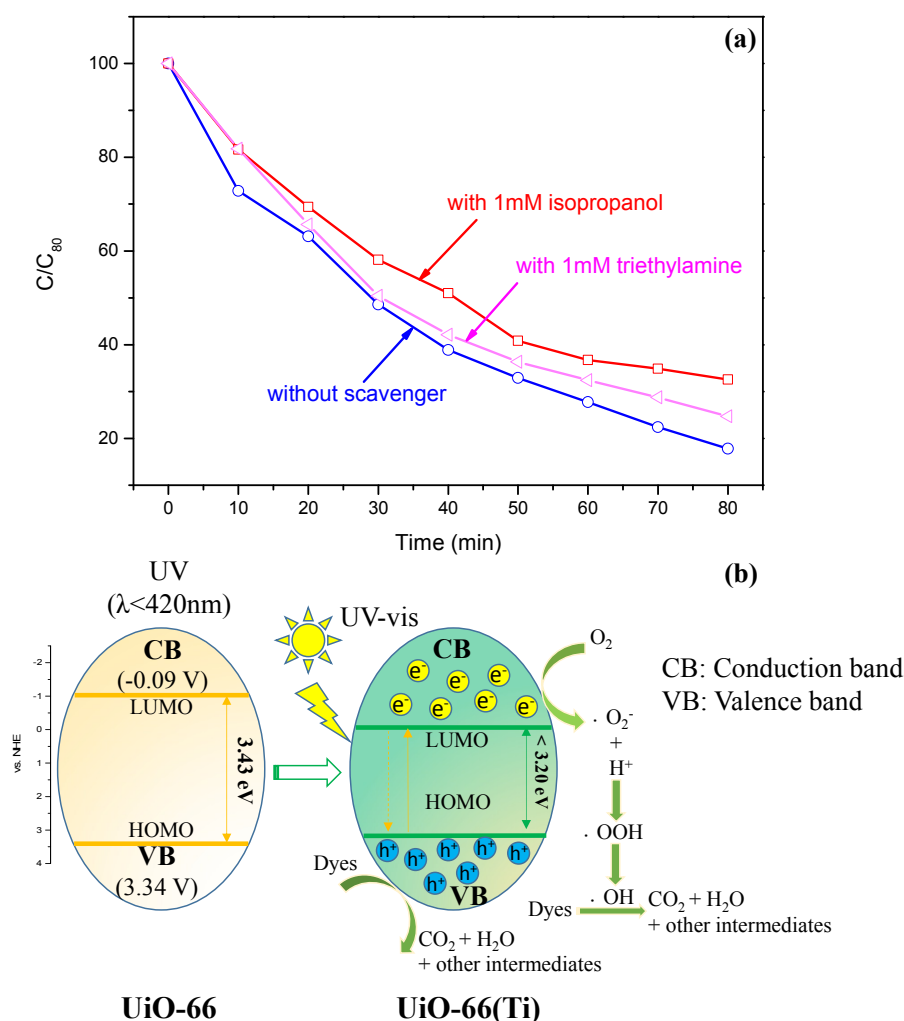 (a)
100
80
60
40
20
C/C80
with 1mM isopropanol
with 1mM triethylamine
without scavenger
0 10 20 30 40 50 60 70 80
Time (min)
(b)
UV
(λ<420nm)
UV-vis
vs. NHE
-2
-1
0
1
2
3
4
CB
(-0.09 V)
LUMO
3.43 eV
HOMO
VB
(3.34 V)
CB
e-
e-
e-
e-
e-
e-
e-
LUMO
< 3.20 eV
HOMO
h+
h+
h+
h+
h+
h+
h+
VB
O2
· O2-
+
H+
· OOH
· OH
CB: Conduction band
VB: Valence band
Dyes
CO2 + H2O
+ other intermediates
Dyes
CO2 + H2O
+ other intermediates
UiO-66
UiO-66(Ti)